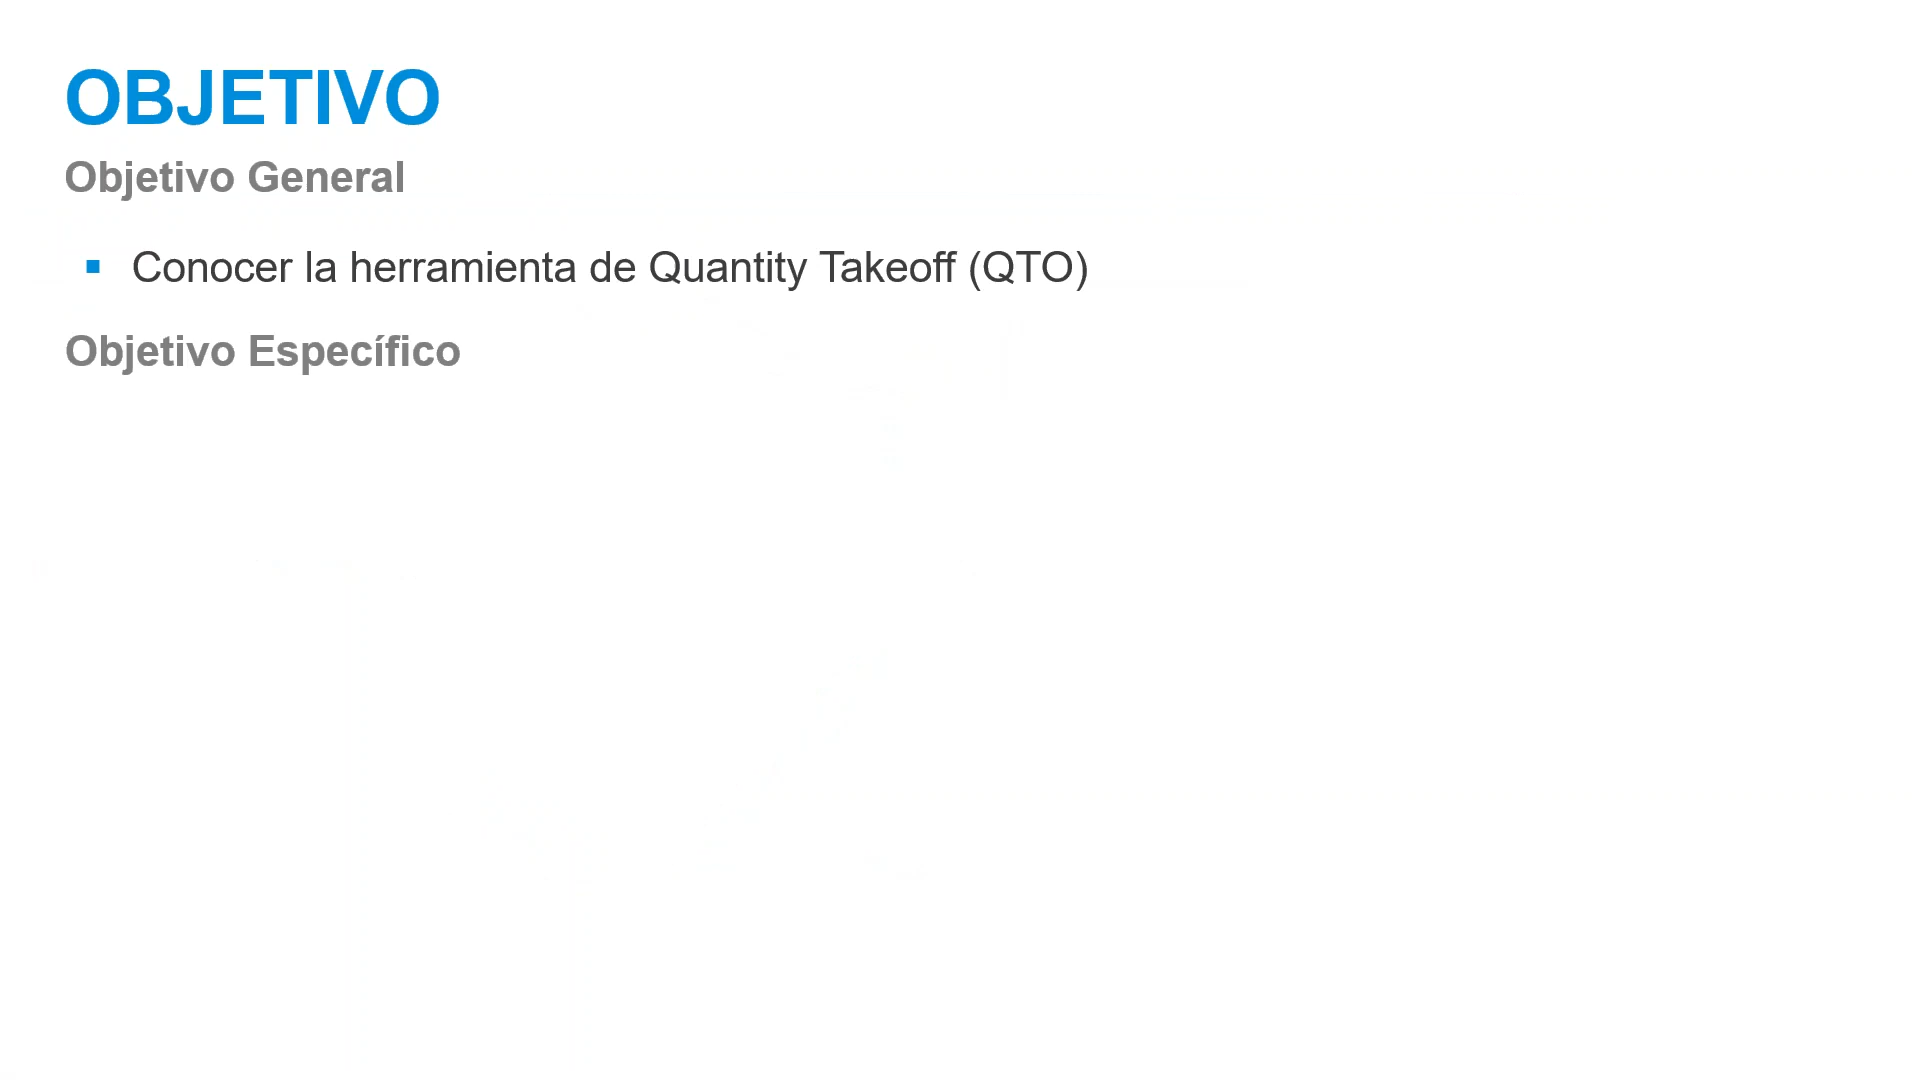 OBJETIVO
Objetivo General
▪ Conocer la herramienta de Quantity Takeoff (QTO)
Objetivo Específico